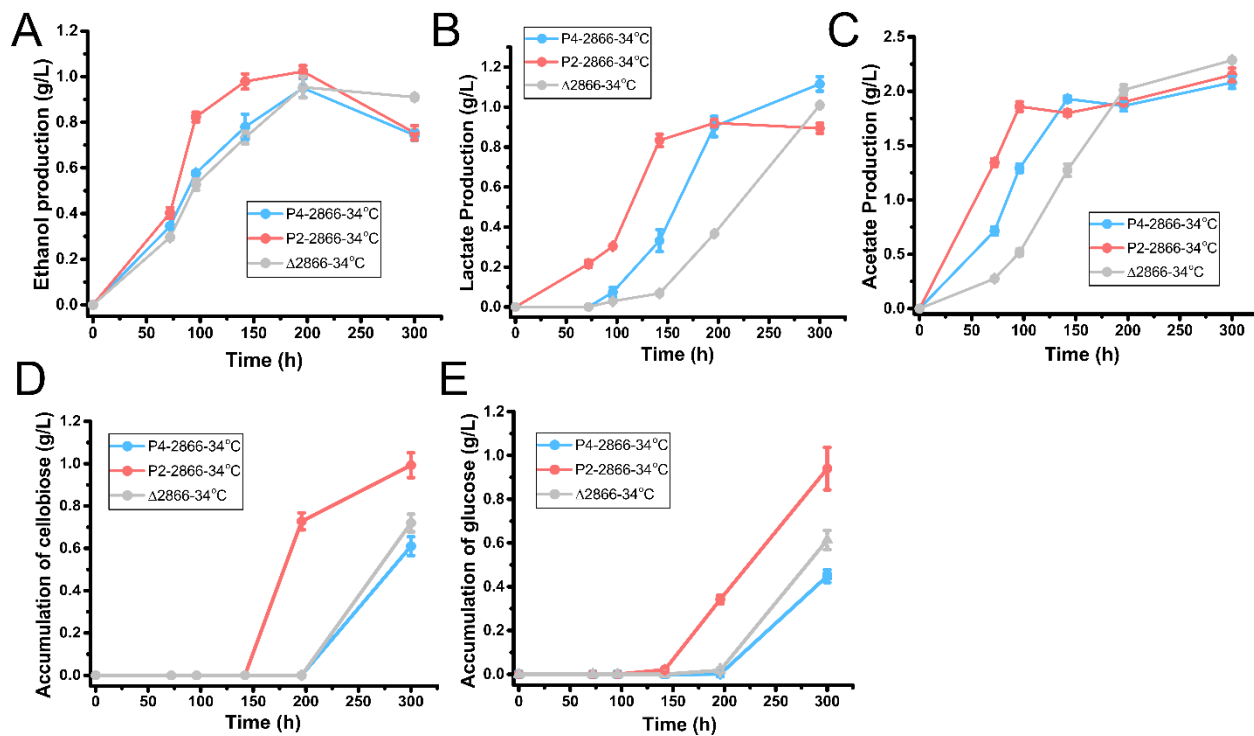 A
Ethanol production (g/L)
1.2
1.0
0.8
0.6
0.4
0.2
0.0
P4-2866-34°C
P2-2866-34°C
Δ2866-34°C
0 50 100 150 200 250 300
Time (h)
B
Lactate Production (g/L)
1.2
1.0
0.8
0.6
0.4
0.2
0.0
P4-2866-34°C
P2-2866-34°C
Δ2866-34°C
0 50 100 150 200 250 300
Time (h)
C
Acetate Production (g/L)
2.5
2.0
1.5
1.0
0.5
0.0
P4-2866-34°C
P2-2866-34°C
Δ2866-34°C
0 50 100 150 200 250 300
Time (h)
D
Accumulation of cellobiose (g/L)
1.2
1.0
0.8
0.6
0.4
0.2
0.0
P4-2866-34°C
P2-2866-34°C
Δ2866-34°C
0 50 100 150 200 250 300
Time (h)
E
Accumulation of glucose (g/L)
1.2
1.0
0.8
0.6
0.4
0.2
0.0
P4-2866-34°C
P2-2866-34°C
Δ2866-34°C
0 50 100 150 200 250 300
Time (h)